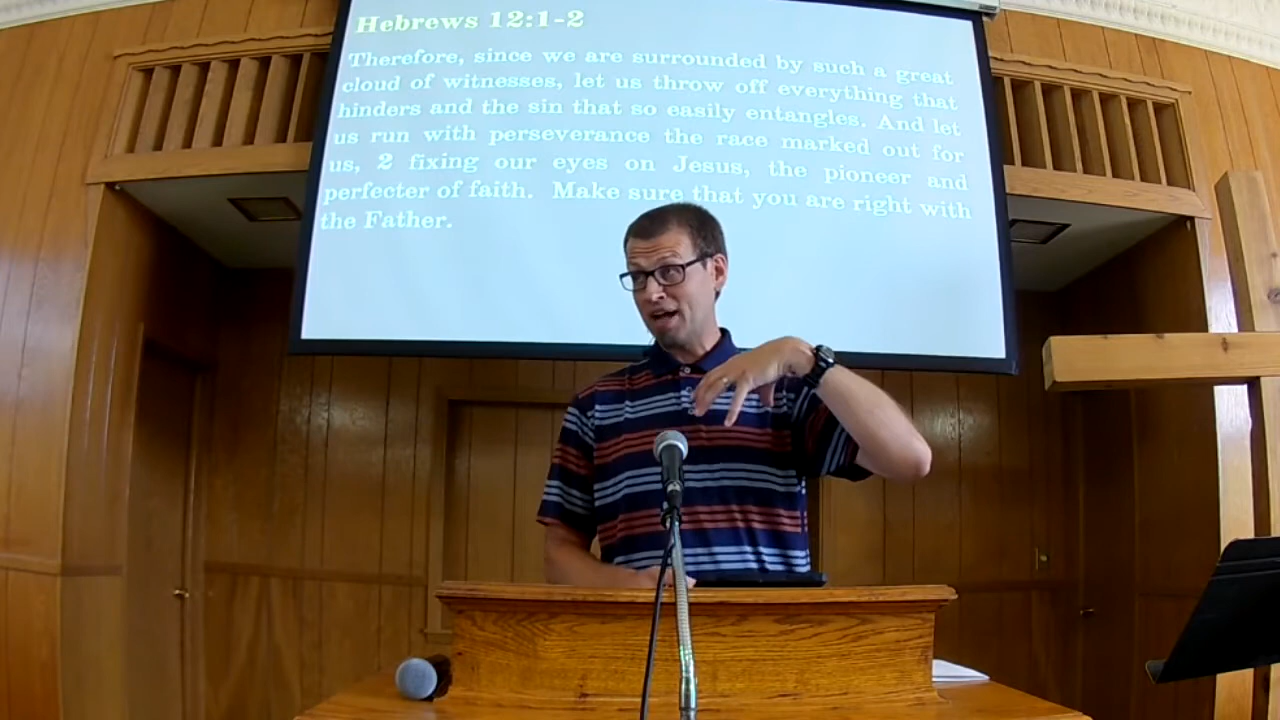 Hebrews 12:1-2
Therefore, since we are surrounded by such a great
cloud of witnesses, let us throw off everything that
hinders and the sin that so easily entangles. And let
us run with perseverance the race marked out for
us, 2 fixing our eyes on Jesus, the pioneer and
perfecter of faith. Make sure that you are right with
the Father.